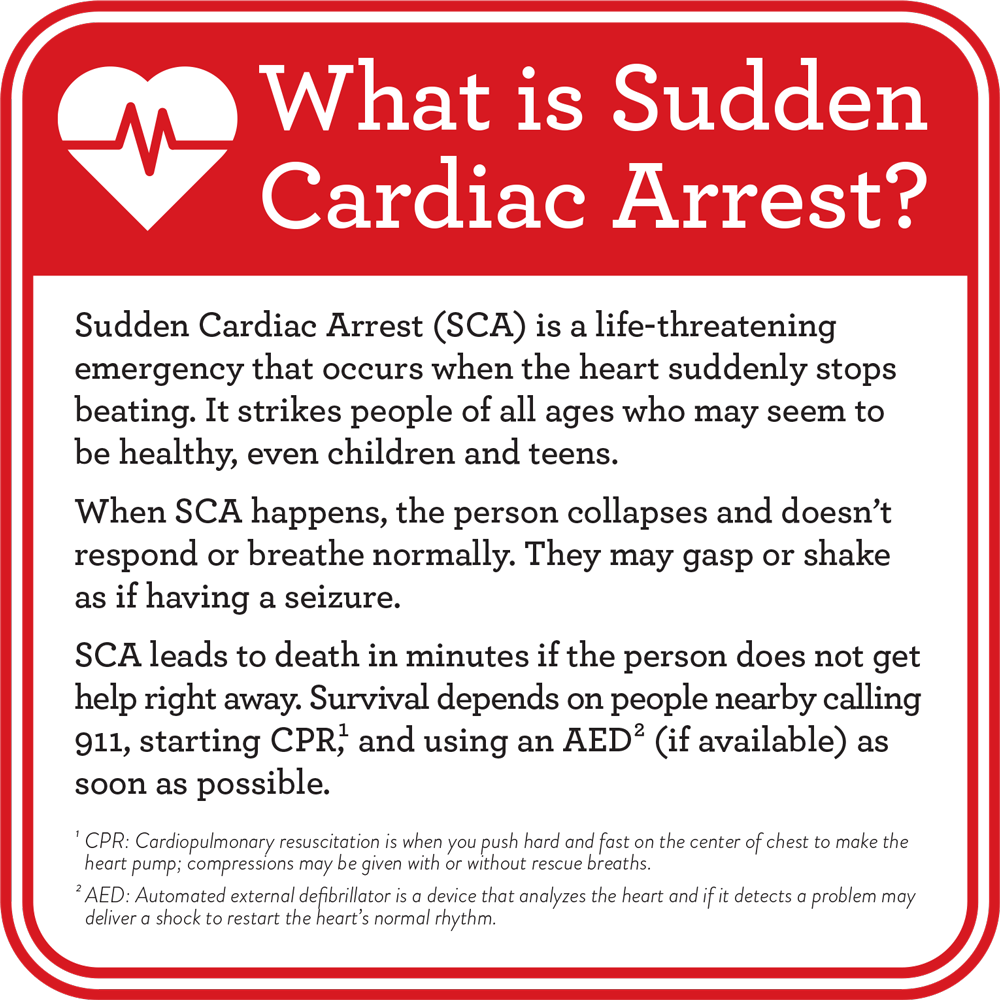 What is Sudden
Cardiac Arrest?
Sudden Cardiac Arrest (SCA) is a life-threatening
emergency that occurs when the heart suddenly stops
beating. It strikes people of all ages who may seem to
be healthy, even children and teens.
When SCA happens, the person collapses and doesn’t
respond or breathe normally. They may gasp or shake
as if having a seizure.
SCA leads to death in minutes if the person does not get
help right away. Survival depends on people nearby calling
911, starting CPR,¹ and using an AED² (if available) as
soon as possible.
¹ CPR: Cardiopulmonary resuscitation is when you push hard and fast on the center of chest to make the
heart pump; compressions may be given with or without rescue breaths.
² AED: Automated external defibrillator is a device that analyzes the heart and if it detects a problem may
deliver a shock to restart the heart’s normal rhythm.